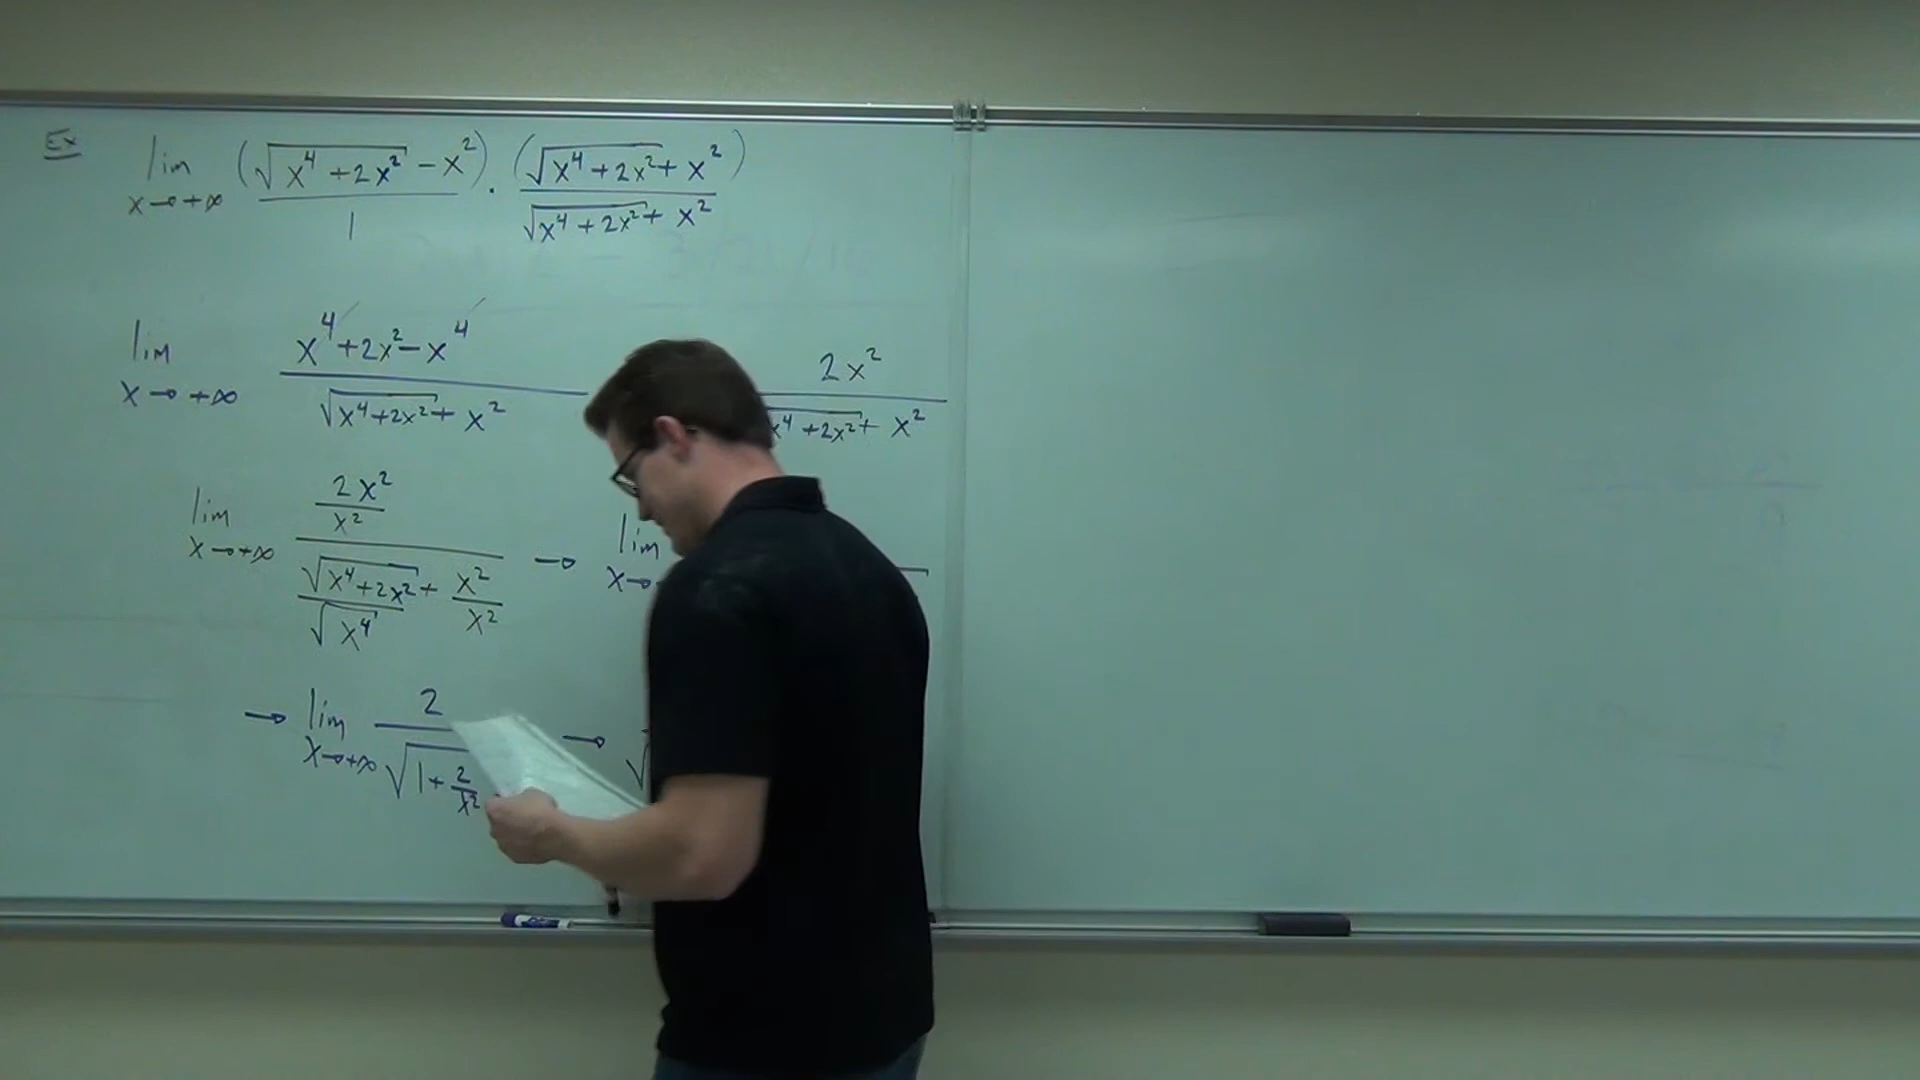 Ex lim x→+∞ (√(x⁴+2x²) - x²)/1 · (√(x⁴+2x²) + x²)/(√(x⁴+2x²) + x²)
lim x→+∞ (x⁴+2x²-x⁴)/(√(x⁴+2x²) + x²) 2x²/(x⁴+2x² + x²)
lim x→+∞ (2x²/x²)/(√(x⁴+2x²)/√(x⁴) + x²/x²) → lim x→
→ lim x→+∞ 2/√(1+2/x²) → √